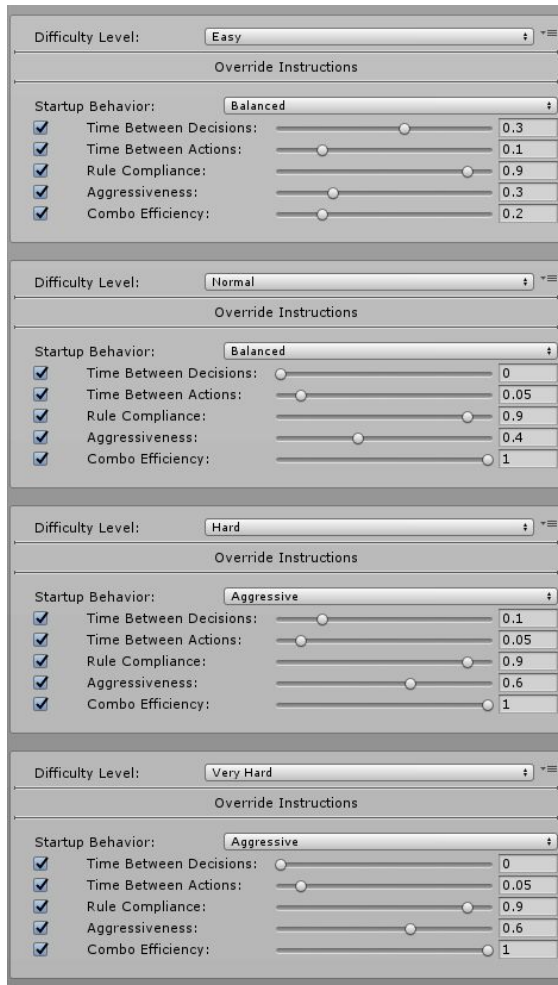 Difficulty Level: Easy
Override Instructions
Startup Behavior: Balanced
Time Between Decisions: 0.3
Time Between Actions: 0.1
Rule Compliance: 0.9
Aggressiveness: 0.3
Combo Efficiency: 0.2
Difficulty Level: Normal
Override Instructions
Startup Behavior: Balanced
Time Between Decisions: 0
Time Between Actions: 0.05
Rule Compliance: 0.9
Aggressiveness: 0.4
Combo Efficiency: 1
Difficulty Level: Hard
Override Instructions
Startup Behavior: Aggressive
Time Between Decisions: 0.1
Time Between Actions: 0.05
Rule Compliance: 0.9
Aggressiveness: 0.6
Combo Efficiency: 1
Difficulty Level: Very Hard
Override Instructions
Startup Behavior: Aggressive
Time Between Decisions: 0
Time Between Actions: 0.05
Rule Compliance: 0.9
Aggressiveness: 0.6
Combo Efficiency: 1